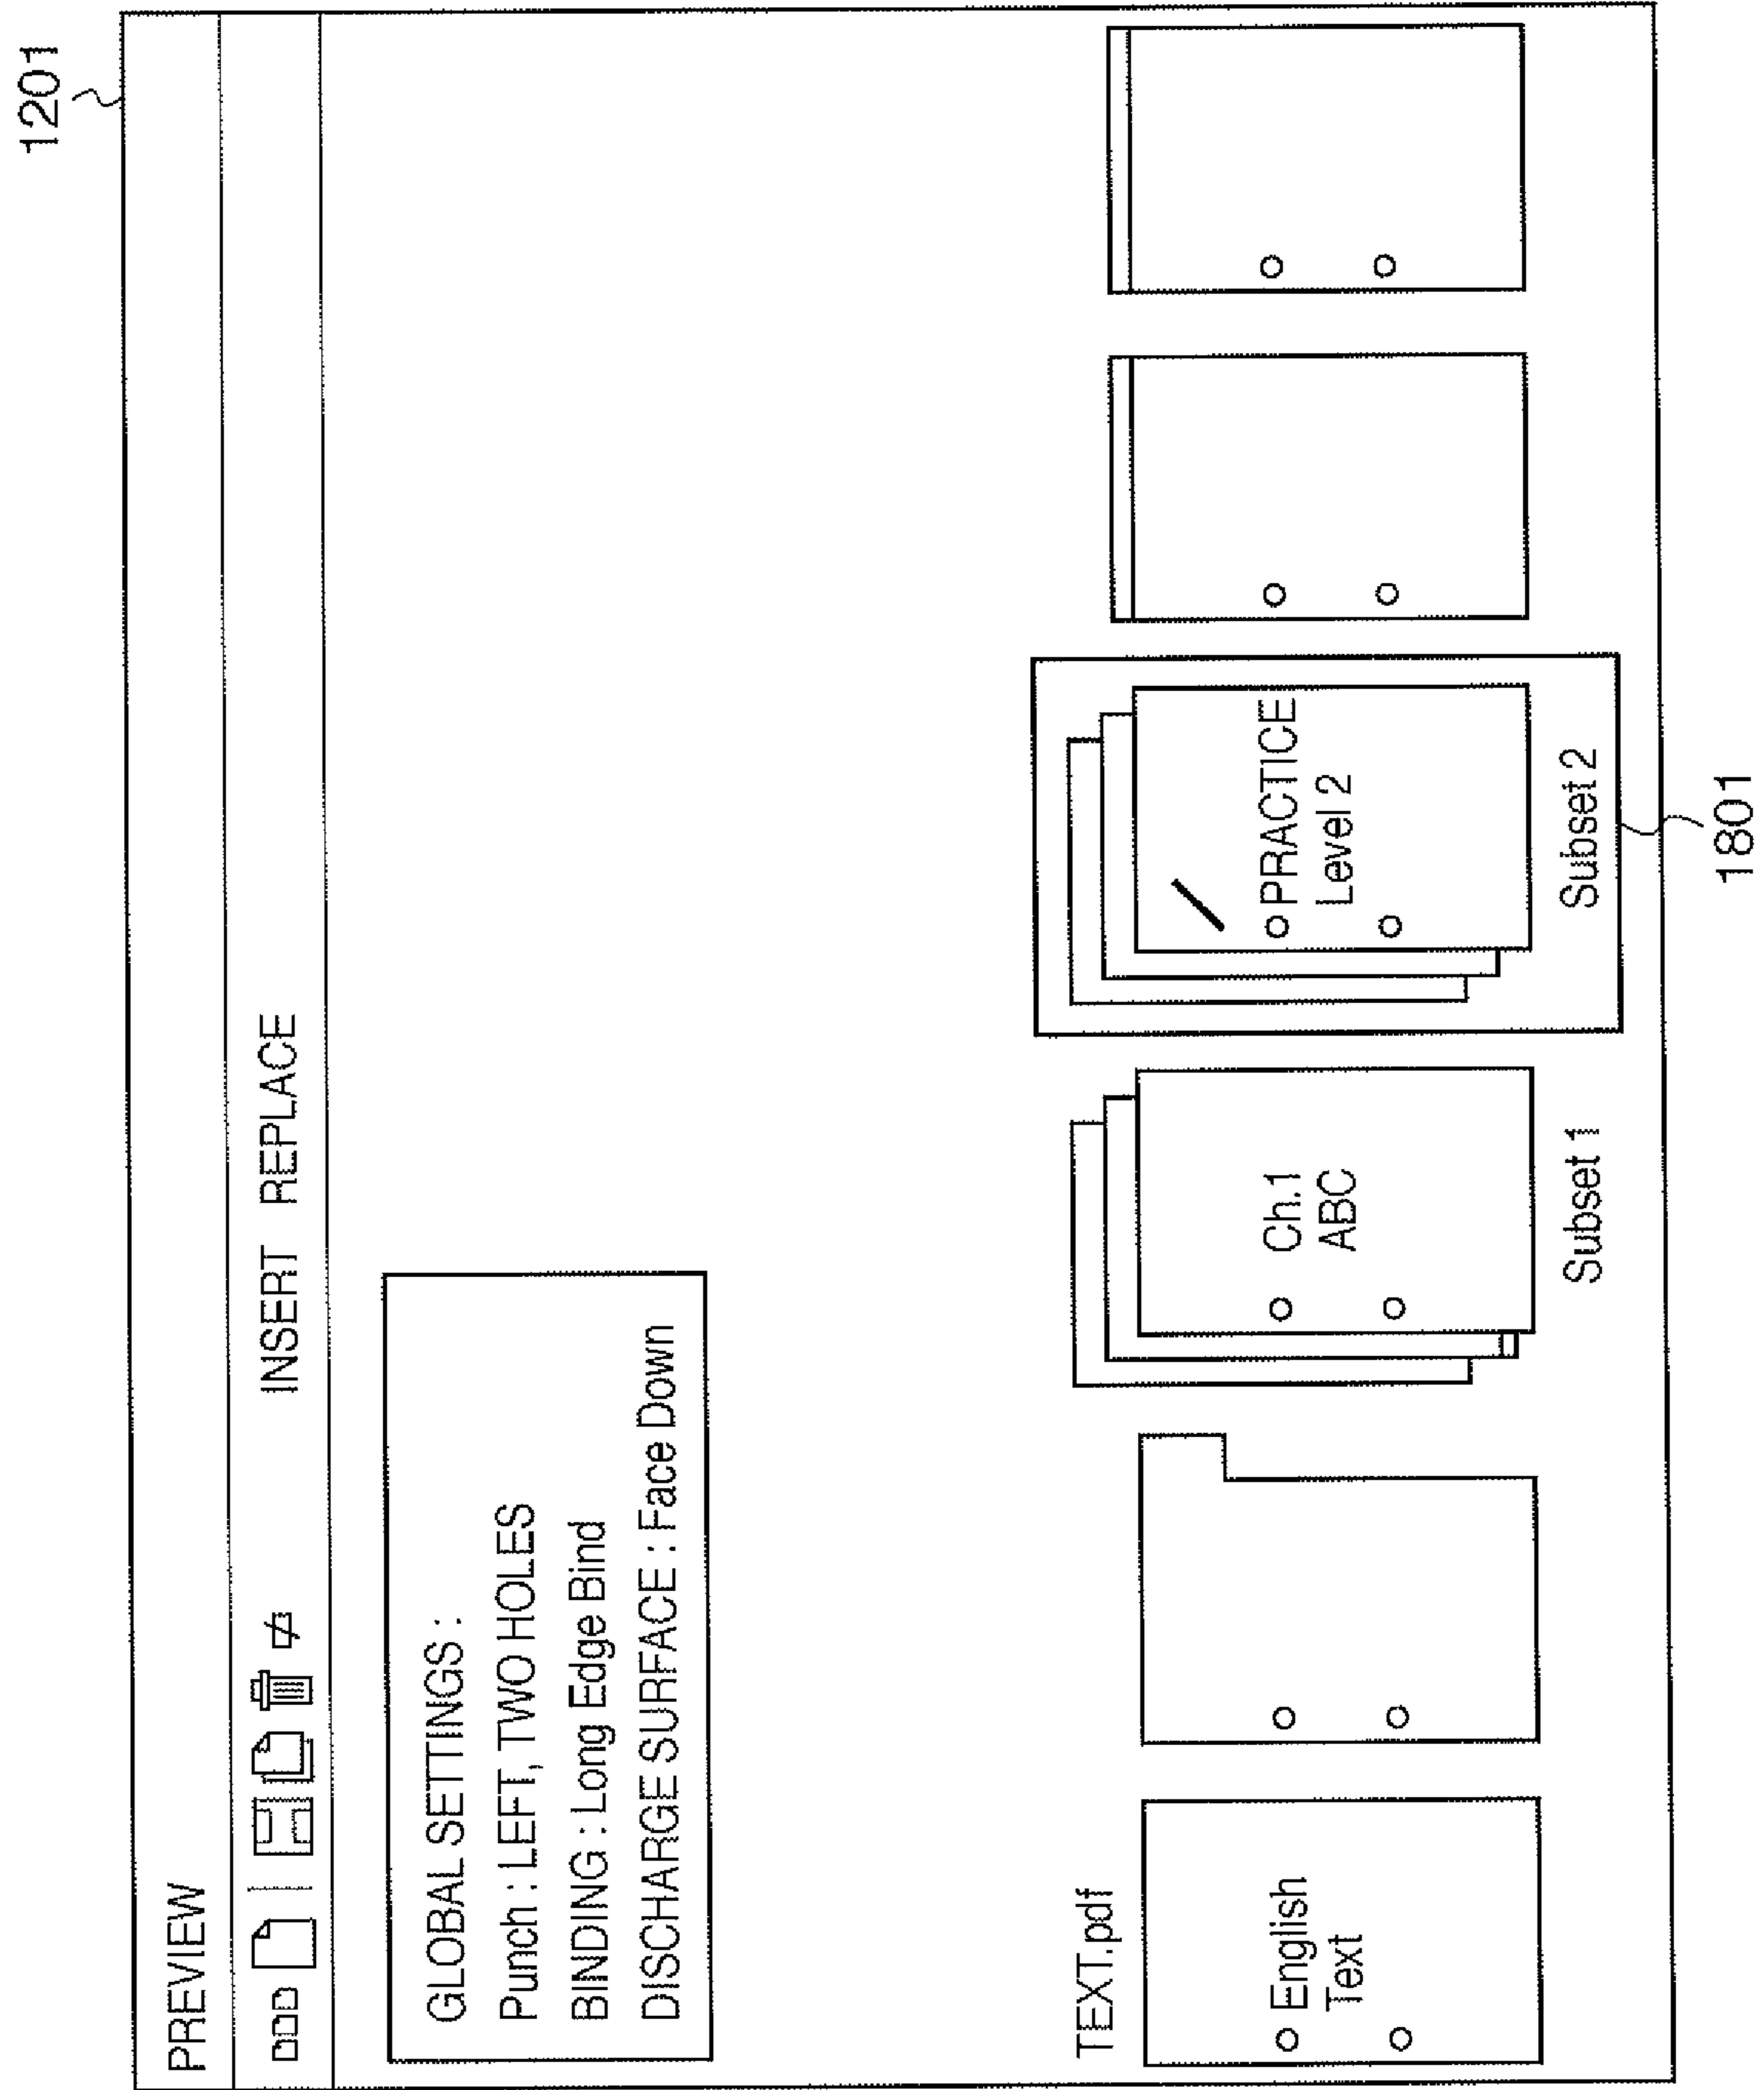 1201
PREVIEW
INSERT REPLACE
GLOBAL SETTINGS :
Punch : LEFT, TWO HOLES
BINDING : Long Edge Bind
DISCHARGE SURFACE : Face Down
TEXT.pdf
English
Text
Ch.1
ABC
Subset 1
PRACTICE
Level 2
Subset 2
1801